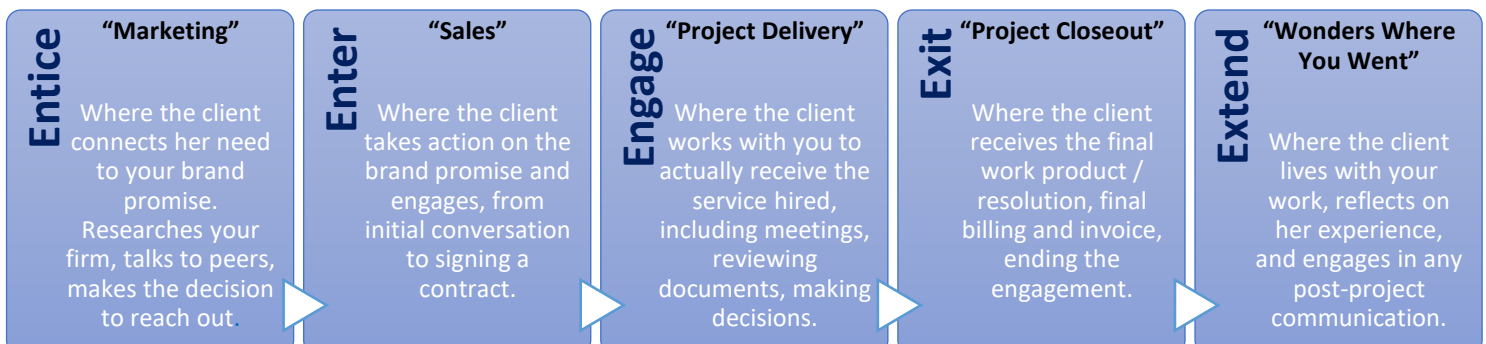 Entice
“Marketing”
Where the client
connects her need
to your brand
promise.
Researches your
firm, talks to peers,
makes the decision
to reach out.
Enter
“Sales”
Where the client
takes action on the
brand promise and
engages, from
initial conversation
to signing a
contract.
Engage
“Project Delivery”
Where the client
works with you to
actually receive the
service hired,
including meetings,
reviewing
documents, making
decisions.
Exit
“Project Closeout”
Where the client
receives the final
work product /
resolution, final
billing and invoice,
ending the
engagement.
Extend
“Wonders Where
You Went”
Where the client
lives with your
work, reflects on
her experience,
and engages in any
post-project
communication.